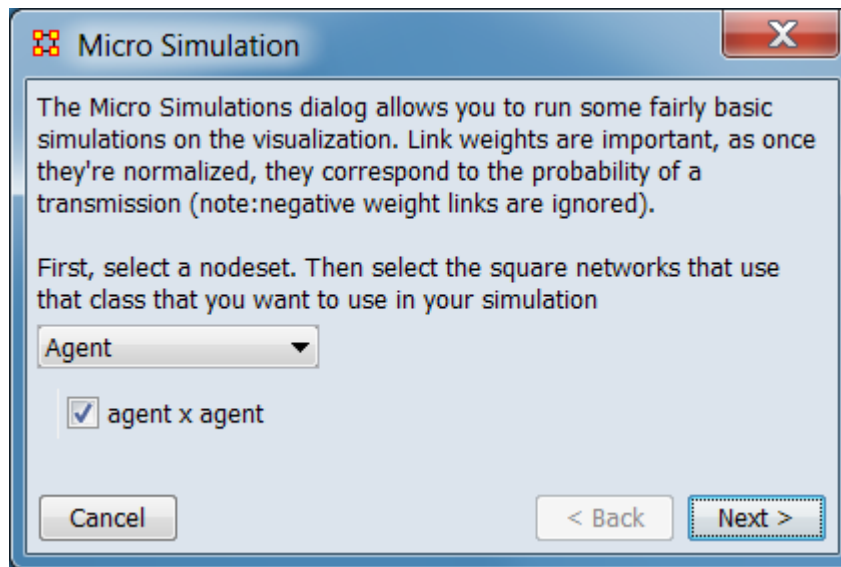 Micro Simulation
X
The Micro Simulations dialog allows you to run some fairly basic
simulations on the visualization. Link weights are important, as once
they're normalized, they correspond to the probability of a
transmission (note:negative weight links are ignored).
First, select a nodeset. Then select the square networks that use
that class that you want to use in your simulation
Agent
agent x agent
Cancel
< Back
Next >